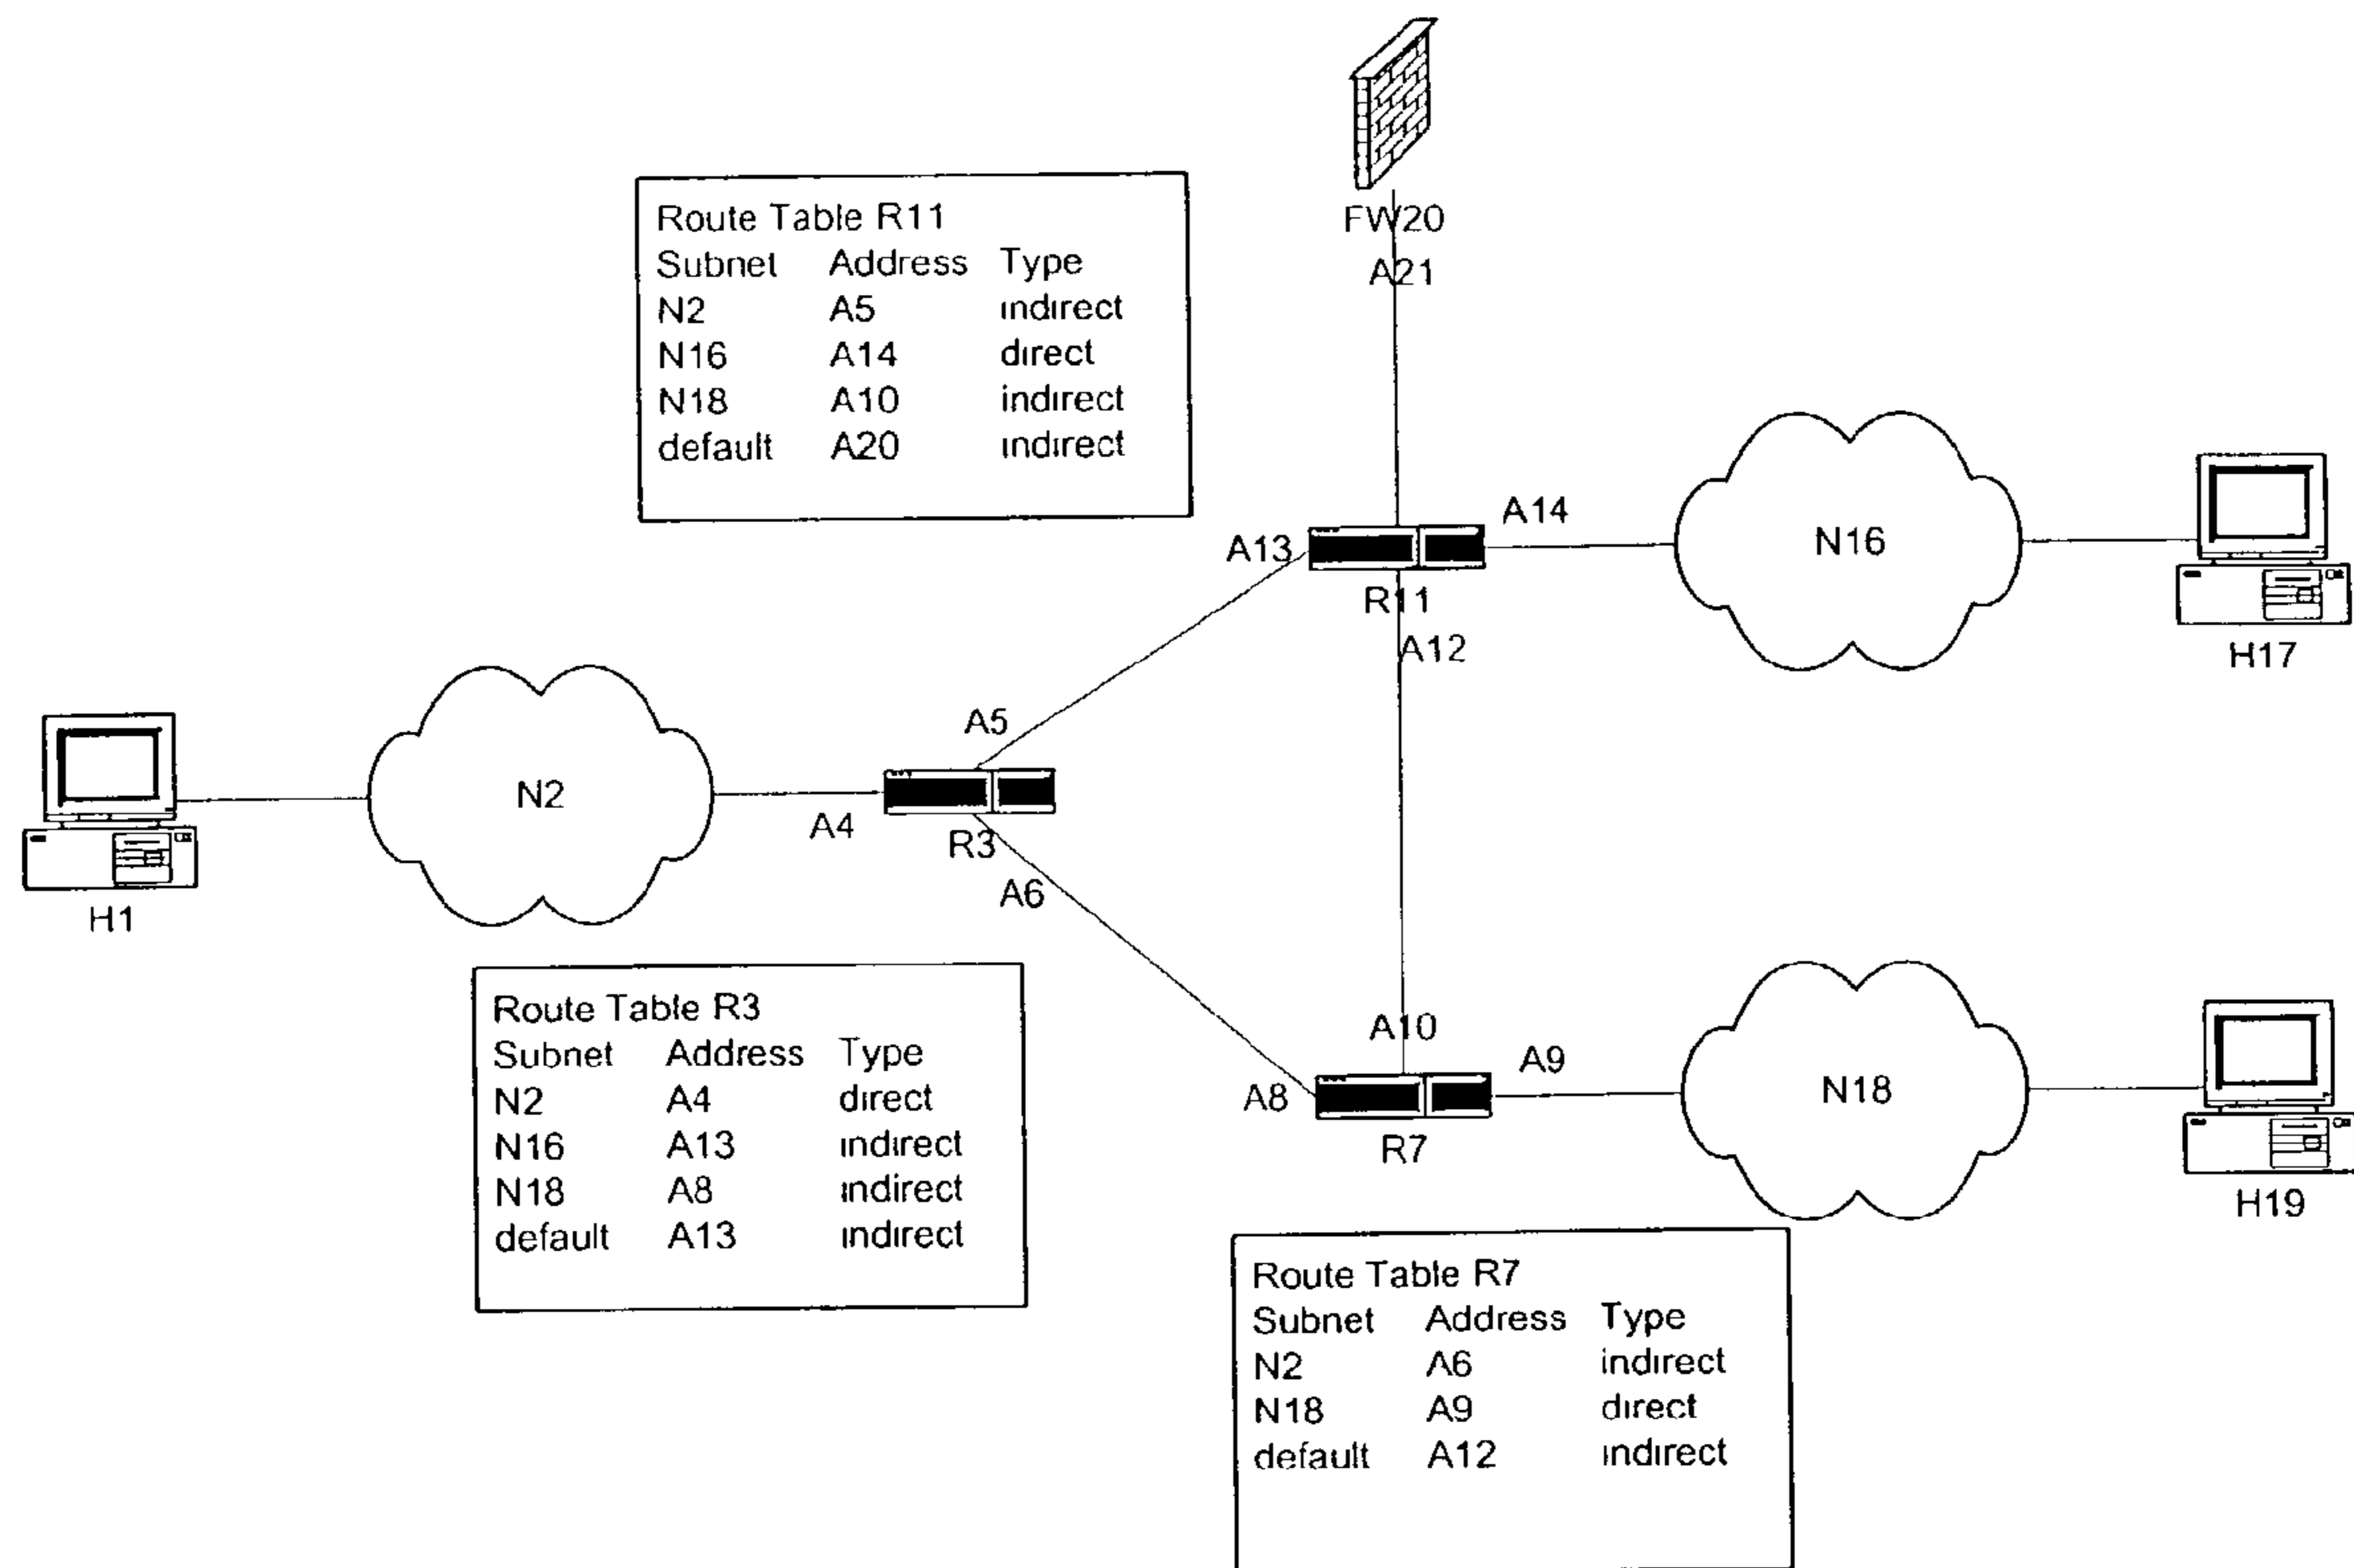 FW20
A21
Route Table R11
Subnet Address Type
N2 A5 indirect
N16 A14 direct
N18 A10 indirect
default A20 indirect
A14
A13
N16
R11
A12
H17
A5
N2
A4
R3
A6
H1
Route Table R3
Subnet Address Type
N2 A4 direct
N16 A13 indirect
N18 A8 indirect
default A13 indirect
A10
A9
A8
N18
R7
H19
Route Table R7
Subnet Address Type
N2 A6 indirect
N18 A9 direct
default A12 indirect